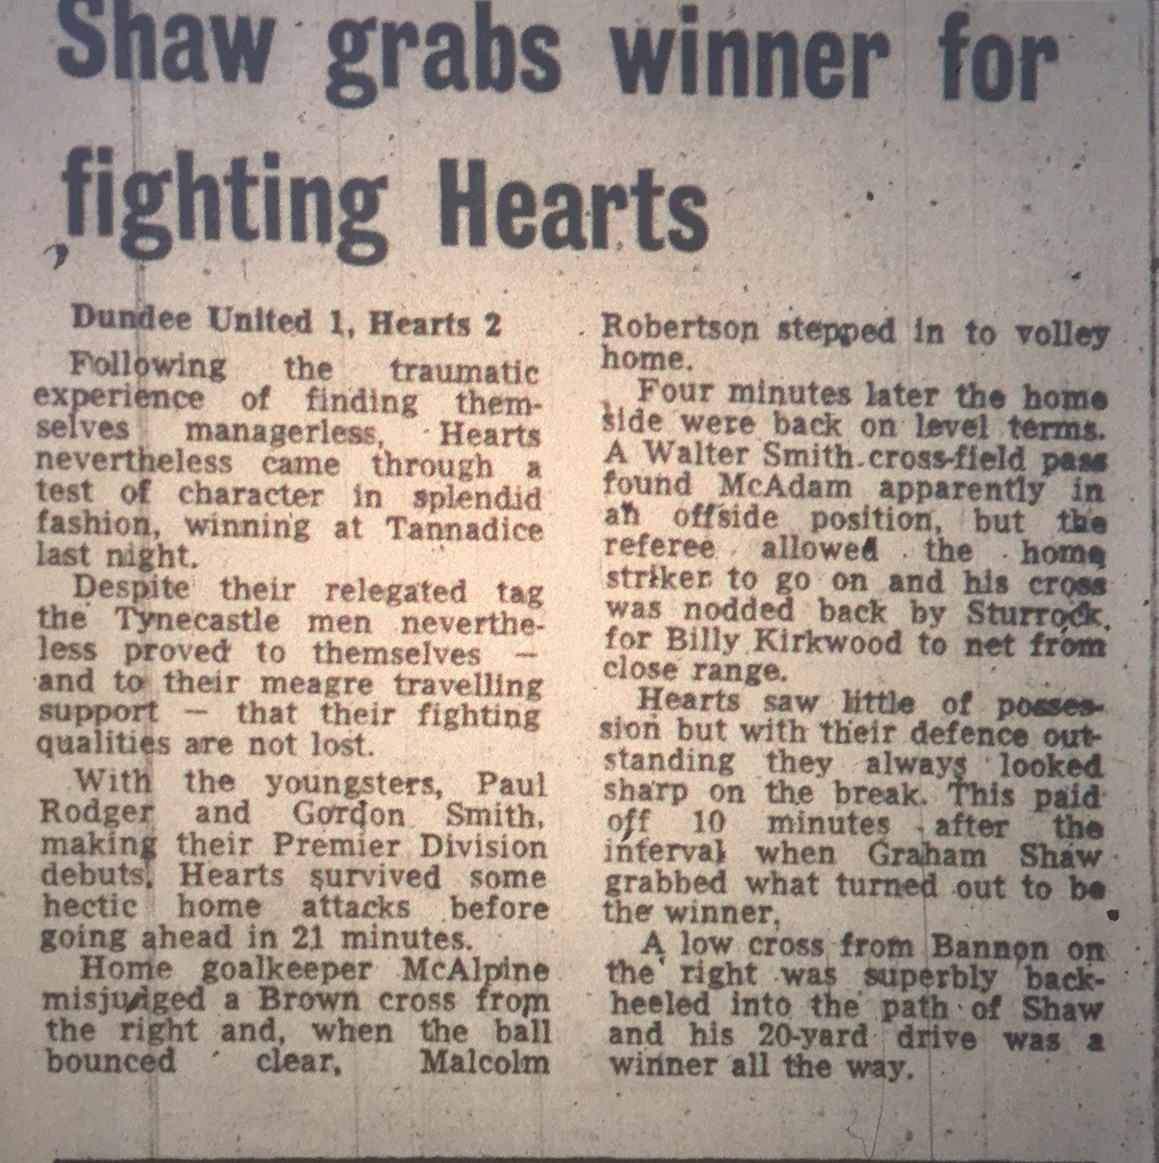 Shaw grabs winner for
fighting Hearts
Dundee United 1, Hearts 2
Following the traumatic
experience of finding them-
selves managerless, Hearts
nevertheless came through a
test of character in splendid
fashion, winning at Tannadice
last night.
Despite their relegated tag
the Tynecastle men neverthe-
less proved to themselves —
and to their meagre travelling
support — that their fighting
qualities are not lost.
With the youngsters, Paul
Rodger and Gordon Smith,
making their Premier Division
debuts, Hearts survived some
hectic home attacks before
going ahead in 21 minutes.
Home goalkeeper McAlpine
misjudged a Brown cross from
the right and, when the ball
bounced clear, Malcolm
Robertson stepped in to volley
home.
Four minutes later the home
side were back on level terms.
A Walter Smith cross-field pass
found McAdam apparently in
an offside position, but the
referee allowed the home
striker to go on and his cross
was nodded back by Sturrock,
for Billy Kirkwood to net from
close range.
Hearts saw little of posses-
sion but with their defence out-
standing they always looked
sharp on the break. This paid
off 10 minutes after the
interval when Graham Shaw
grabbed what turned out to be
the winner.
A low cross from Bannon on
the right was superbly back-
heeled into the path of Shaw
and his 20-yard drive was a
winner all the way.